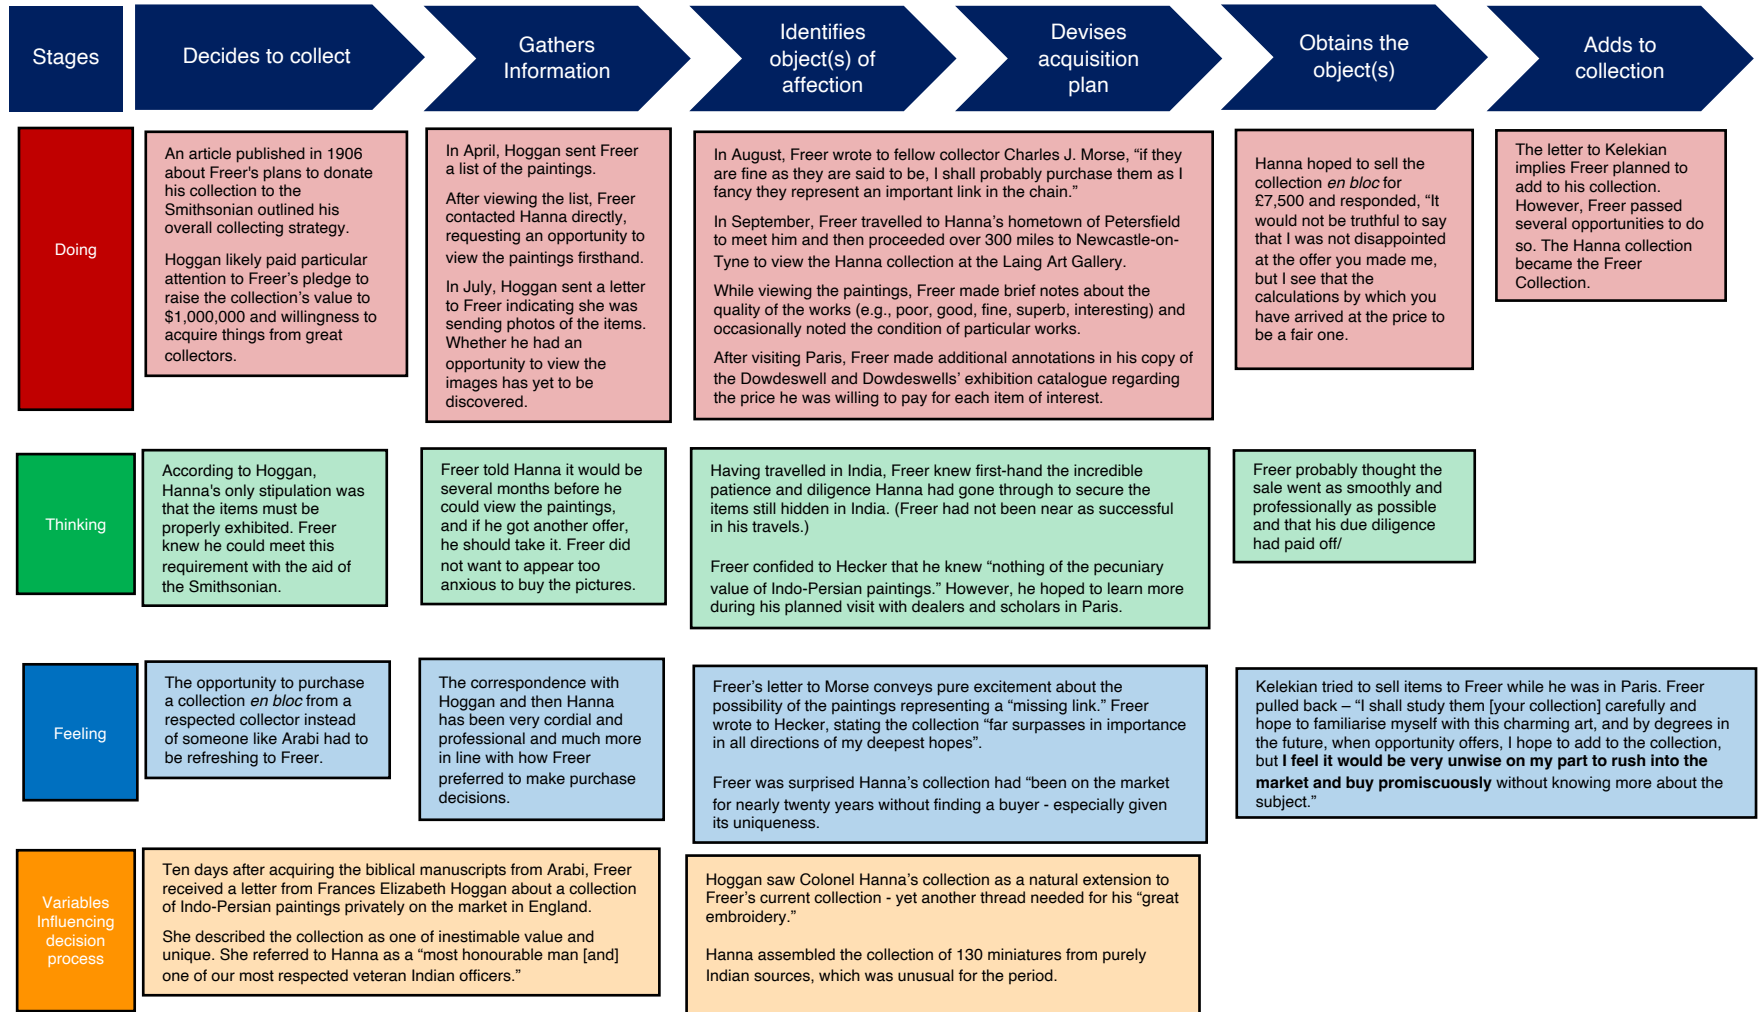 Stages
Decides to collect
Gathers
Information
Identifies
object(s) of
affection
Devises
acquisition
plan
Obtains the
object(s)
Adds to
collection
Doing
An article published in 1906
about Freer's plans to donate
his collection to the
Smithsonian outlined his
overall collecting strategy.
Hoggan likely paid particular
attention to Freer's pledge to
raise the collection's value to
$1,000,000 and willingness to
acquire things from great
collectors.
In April, Hoggan sent Freer
a list of the paintings.
After viewing the list, Freer
contacted Hanna directly,
requesting an opportunity to
view the paintings firsthand.
In July, Hoggan sent a letter
to Freer indicating she was
sending photos of the items.
Whether he had an
opportunity to view the
images has yet to be
discovered.
In August, Freer wrote to fellow collector Charles J. Morse, “if they
are fine as they are said to be, I shall probably purchase them as I
fancy they represent an important link in the chain.”
In September, Freer travelled to Hanna’s hometown of Petersfield
to meet him and then proceeded over 300 miles to Newcastle-on-
Tyne to view the Hanna collection at the Laing Art Gallery.
While viewing the paintings, Freer made brief notes about the
quality of the works (e.g., poor, good, fine, superb, interesting) and
occasionally noted the condition of particular works.
After visiting Paris, Freer made additional annotations in his copy of
the Dowdeswell and Dowdeswells’ exhibition catalogue regarding
the price he was willing to pay for each item of interest.
Hanna hoped to sell the
collection en bloc for
£7,500 and responded, “It
would not be truthful to say
that I was not disappointed
at the offer you made me,
but I see that the
calculations by which you
have arrived at the price to
be a fair one.
The letter to Kelekian
implies Freer planned to
add to his collection.
However, Freer passed
several opportunities to do
so. The Hanna collection
became the Freer
Collection.
Thinking
According to Hoggan,
Hanna's only stipulation was
that the items must be
properly exhibited. Freer
knew he could meet this
requirement with the aid of
the Smithsonian.
Freer told Hanna it would be
several months before he
could view the paintings,
and if he got another offer,
he should take it. Freer did
not want to appear too
anxious to buy the pictures.
Having travelled in India, Freer knew first-hand the incredible
patience and diligence Hanna had gone through to secure the
items still hidden in India. (Freer had not been near as successful
in his travels.)
Freer confided to Hecker that he knew “nothing of the pecuniary
value of Indo-Persian paintings.” However, he hoped to learn more
during his planned visit with dealers and scholars in Paris.
Freer probably thought the
sale went as smoothly and
professionally as possible
and that his due diligence
had paid off/
Feeling
The opportunity to purchase
a collection en bloc from a
respected collector instead
of someone like Arabi had to
be refreshing to Freer.
The correspondence with
Hoggan and then Hanna
has been very cordial and
professional and much more
in line with how Freer
preferred to make purchase
decisions.
Freer’s letter to Morse conveys pure excitement about the
possibility of the paintings representing a “missing link.” Freer
wrote to Hecker, stating the collection “far surpasses in importance
in all directions of my deepest hopes”.
Freer was surprised Hanna’s collection had “been on the market
for nearly twenty years without finding a buyer - especially given
its uniqueness.
Kelekian tried to sell items to Freer while he was in Paris. Freer
pulled back – “I shall study them [your collection] carefully and
hope to familiarise myself with this charming art, and by degrees in
the future, when opportunity offers, I hope to add to the collection,
but I feel it would be very unwise on my part to rush into the
market and buy promiscuously without knowing more about the
subject.”
Variables
Influencing
decision
process
Ten days after acquiring the biblical manuscripts from Arabi, Freer
received a letter from Frances Elizabeth Hoggan about a collection
of Indo-Persian paintings privately on the market in England.
She described the collection as one of inestimable value and
unique. She referred to Hanna as a “most honourable man [and]
one of our most respected veteran Indian officers.”
Hoggan saw Colonel Hanna’s collection as a natural extension to
Freer’s current collection - yet another thread needed for his “great
embroidery.”
Hanna assembled the collection of 130 miniatures from purely
Indian sources, which was unusual for the period.